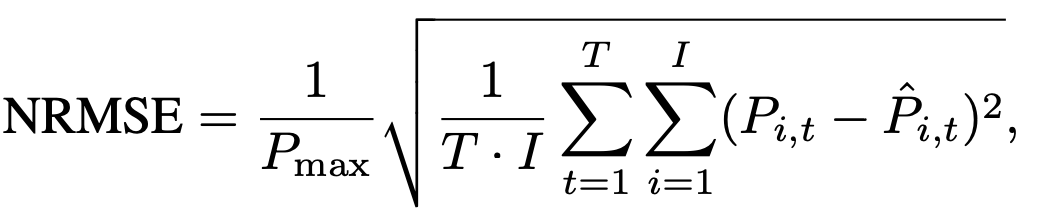 NRMSE = \frac{1}{P_{\max}} \sqrt{\frac{1}{T \cdot I} \sum_{t=1}^{T} \sum_{i=1}^{I} (P_{i,t} - \hat{P}_{i,t})^2},